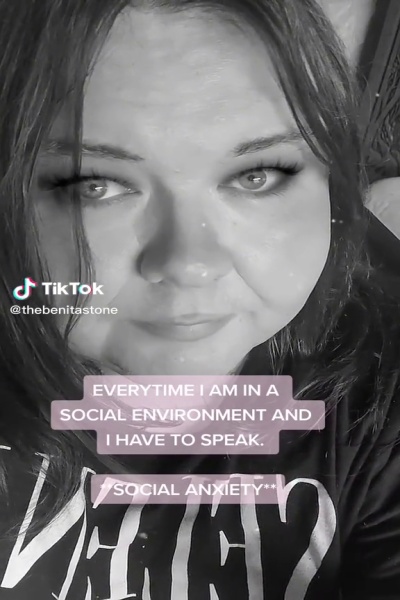 TikTok
@thebenitastone
EVERYTIME I AM IN A
SOCIAL ENVIRONMENT AND
I HAVE TO SPEAK.
*SOCIAL ANXIETY**